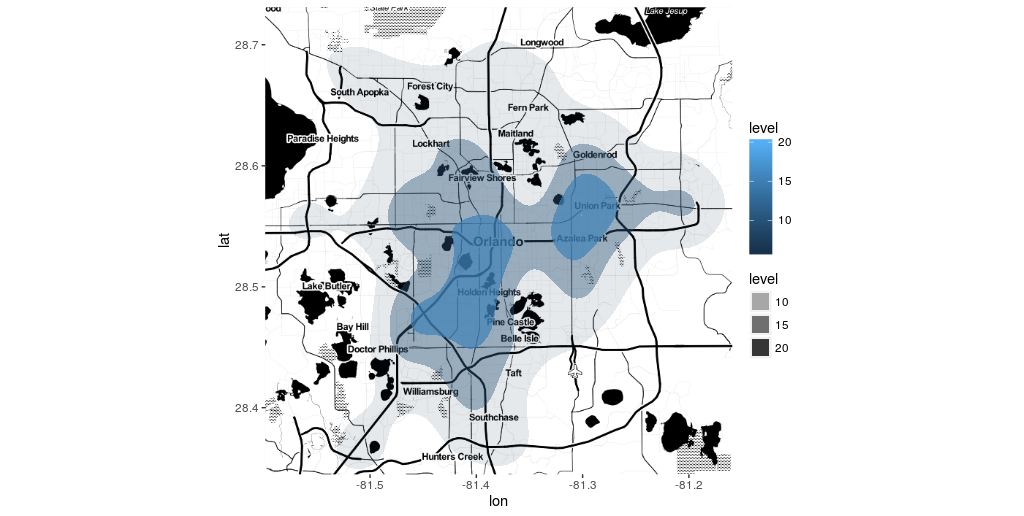 ood
State Park
Lake Jesup
Longwood
28.7
South Apopka
Forest City
Fern Park
Paradise Heights
Lockhart
Maitland
Goldenrod
28.6
Fairview Shores
Union Park
Orlando
Azalea Park
lat
28.5
Lake Butler
Holden Heights
Pine Castle
Bay Hill
Belle Isle
Doctor Phillips
Taft
Williamsburg
28.4
Southchase
Hunters Creek
-81.5
-81.4
-81.3
-81.2
lon
level
20
15
10
level
10
15
20